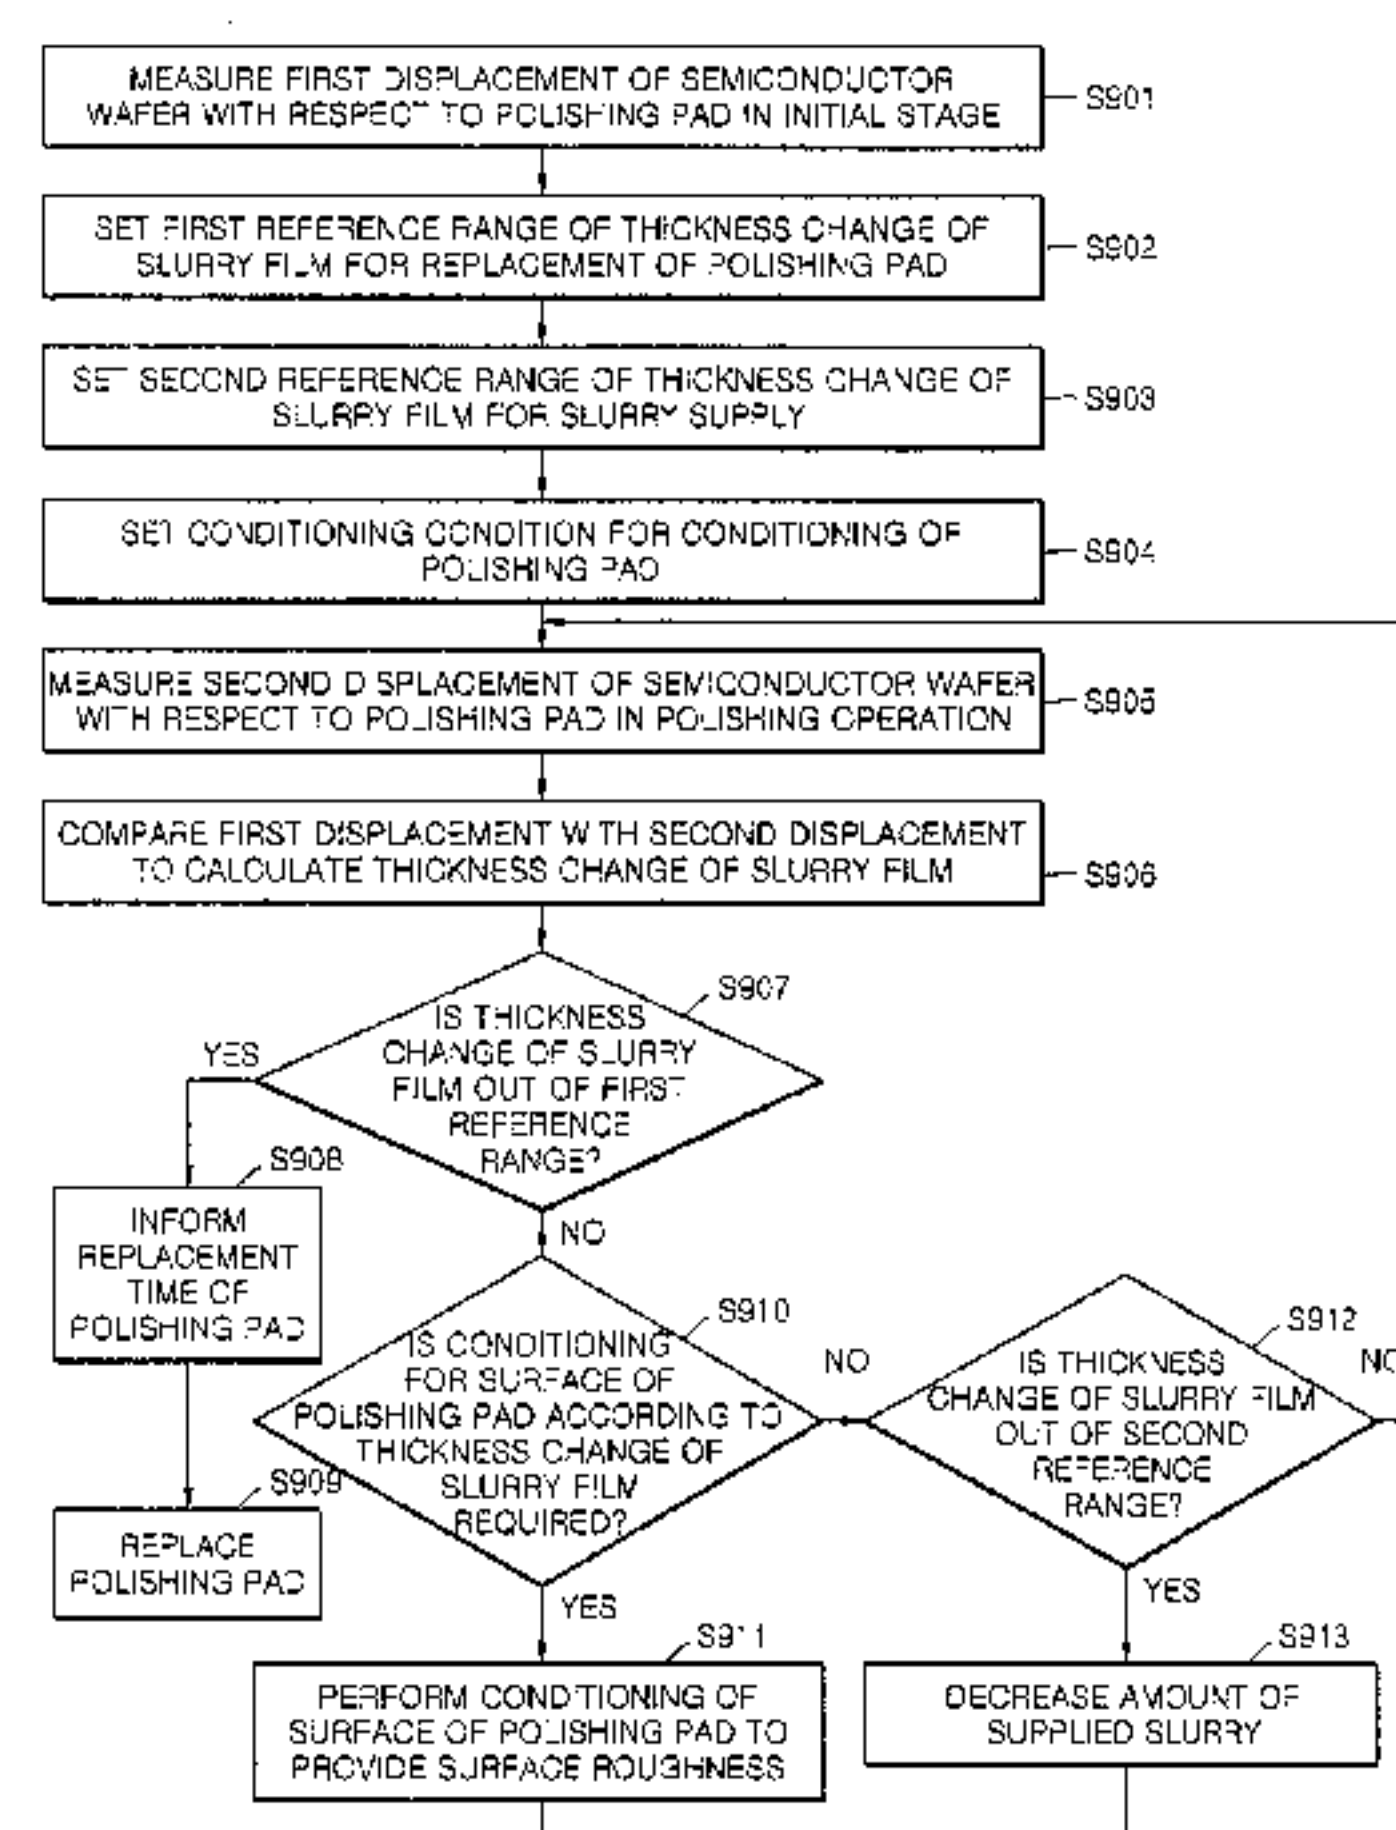 MEASURE FIRST DISPLACEMENT OF SEMICONDUCTOR
WAFER WITH RESPECT TO POLISHING PAD IN INITIAL STAGE
S901
SET FIRST REFERENCE RANGE OF THICKNESS CHANGE OF
SLURRY FILM FOR REPLACEMENT OF POLISHING PAD
S902
SET SECOND REFERENCE RANGE OF THICKNESS CHANGE OF
SLURRY FILM FOR SLURRY SUPPLY
S903
SET CONDITIONING CONDITION FOR CONDITIONING OF
POLISHING PAD
S904
MEASURE SECOND DISPLACEMENT OF SEMICONDUCTOR WAFER
WITH RESPECT TO POLISHING PAD IN POLISHING OPERATION
S905
COMPARE FIRST DISPLACEMENT WITH SECOND DISPLACEMENT
TO CALCULATE THICKNESS CHANGE OF SLURRY FILM
S906
S907
IS THICKNESS
CHANGE OF SLURRY
FILM OUT OF FIRST
REFERENCE
RANGE?
YES
NO
S908
INFORM
REPLACEMENT
TIME OF
POLISHING PAD
S909
REPLACE
POLISHING PAD
S910
IS CONDITIONING
FOR SURFACE OF
POLISHING PAD ACCORDING TO
THICKNESS CHANGE OF
SLURRY FILM
REQUIRED?
NO
YES
S911
PERFORM CONDITIONING OF
SURFACE OF POLISHING PAD TO
PROVIDE SURFACE ROUGHNESS
S912
IS THICKNESS
CHANGE OF SLURRY FILM
OUT OF SECOND
REFERENCE
RANGE?
NO
YES
S913
DECREASE AMOUNT OF
SUPPLIED SLURRY